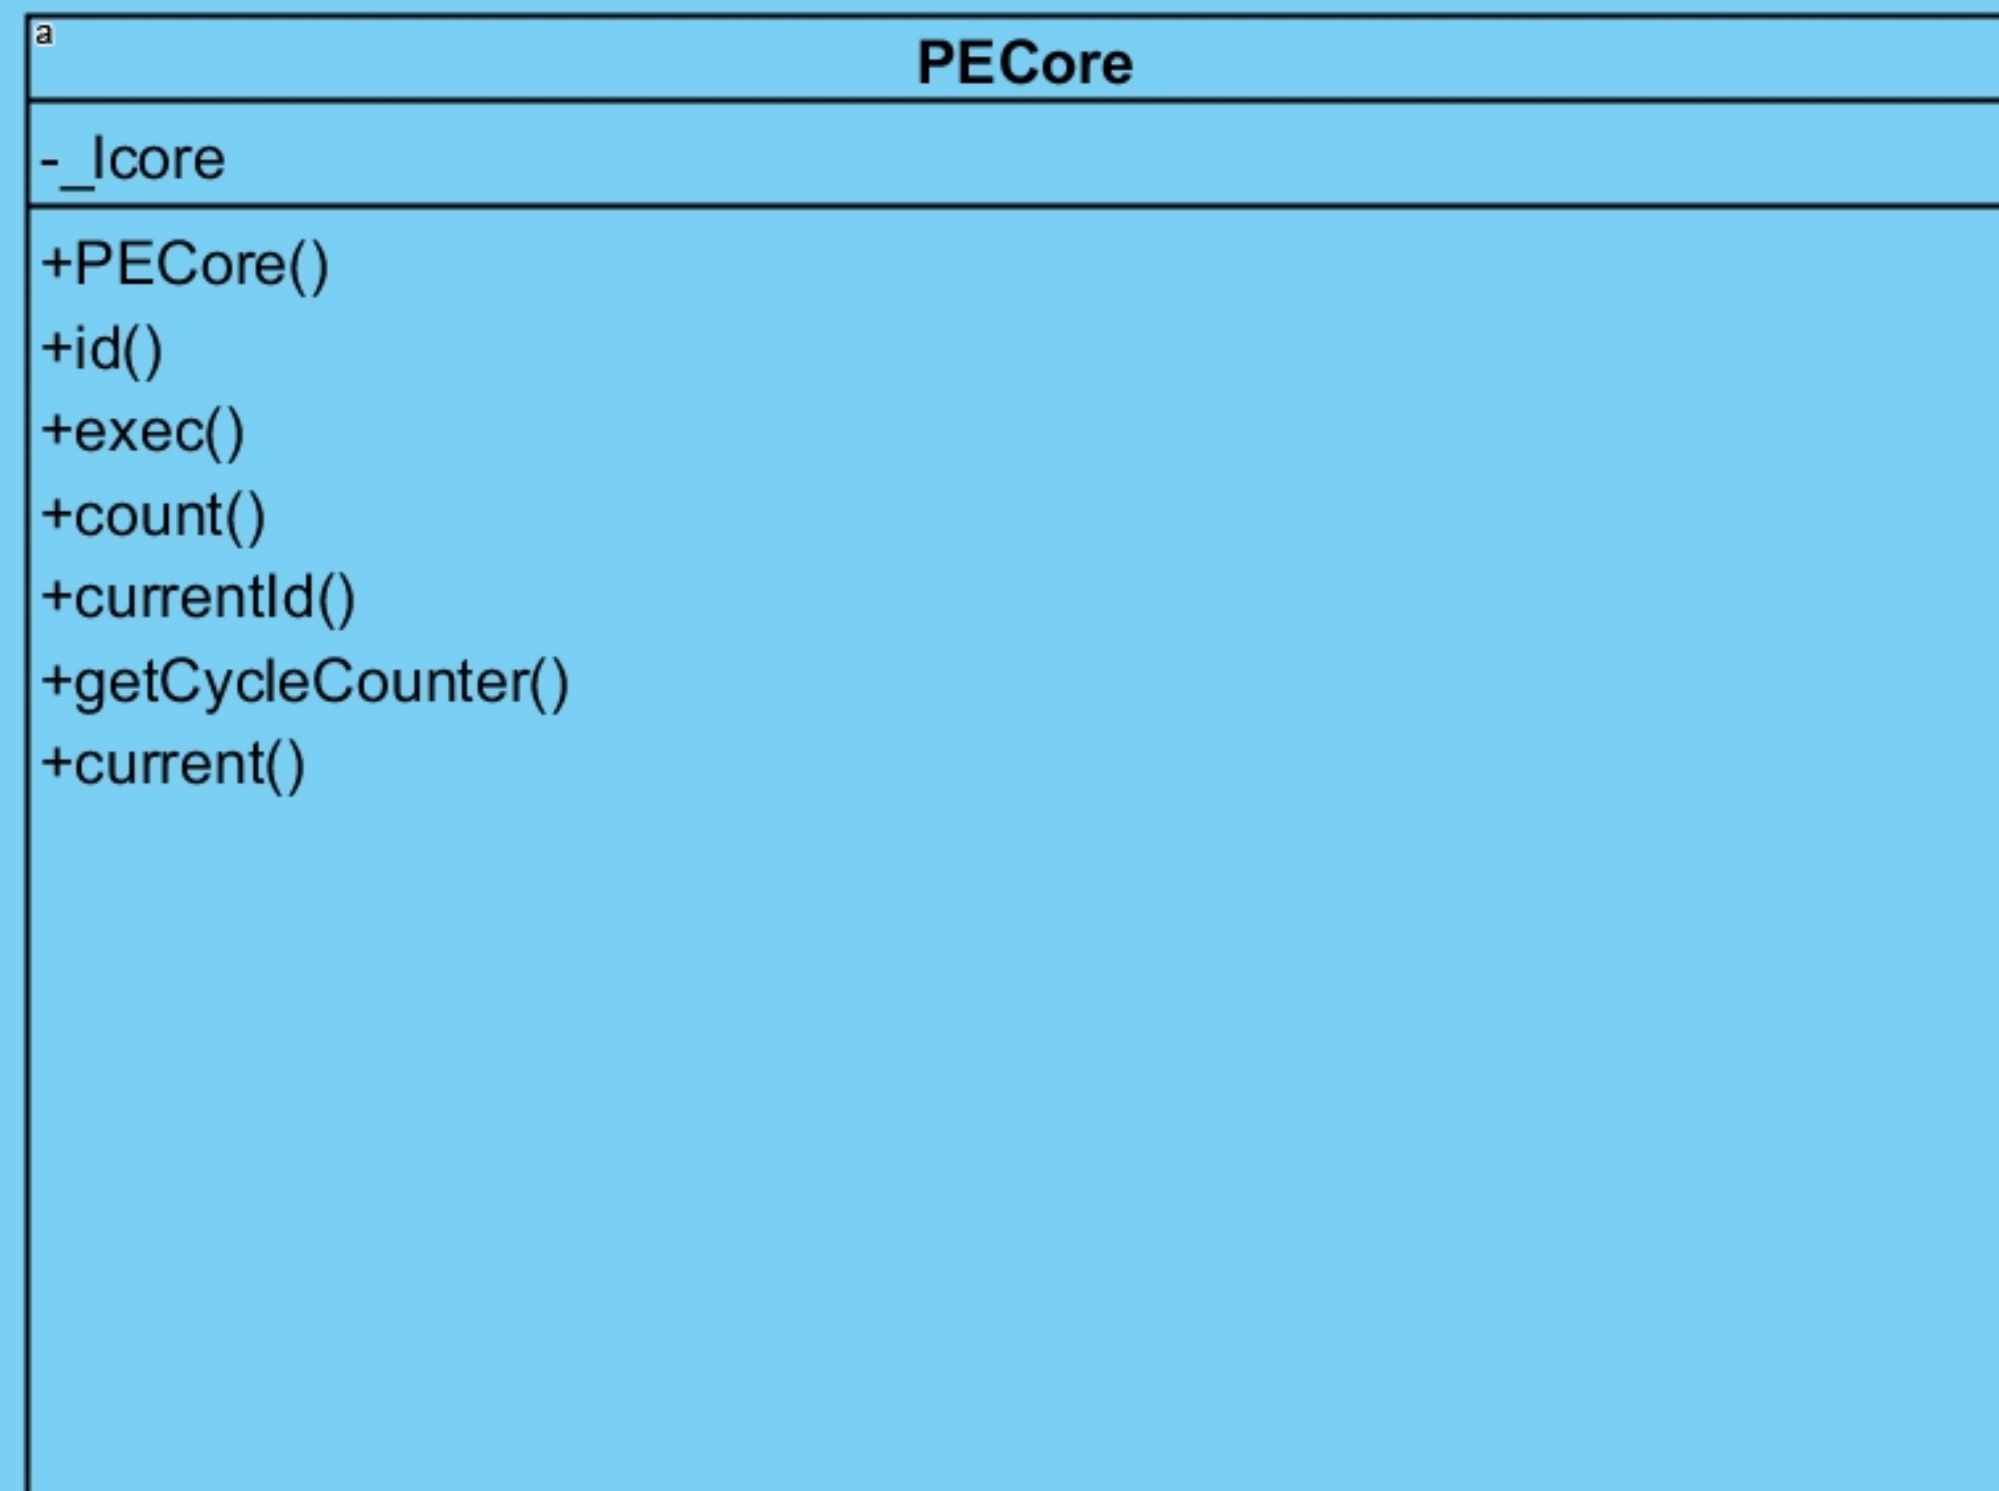 a
PECore
-_Icore
+PECore()
+id()
+exec()
+count()
+currentId()
+getCycleCounter()
+current()